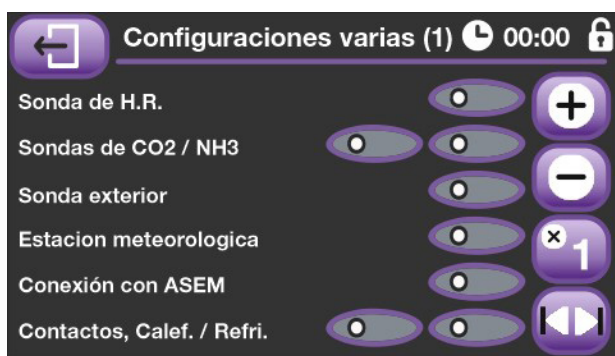 Configuraciones varias (1) 00:00
Sonda de H.R.
Sondas de CO2 / NH3
Sonda exterior
Estacion meteorologica
×1
Conexión con ASEM
Contactos, Calef. / Refri.